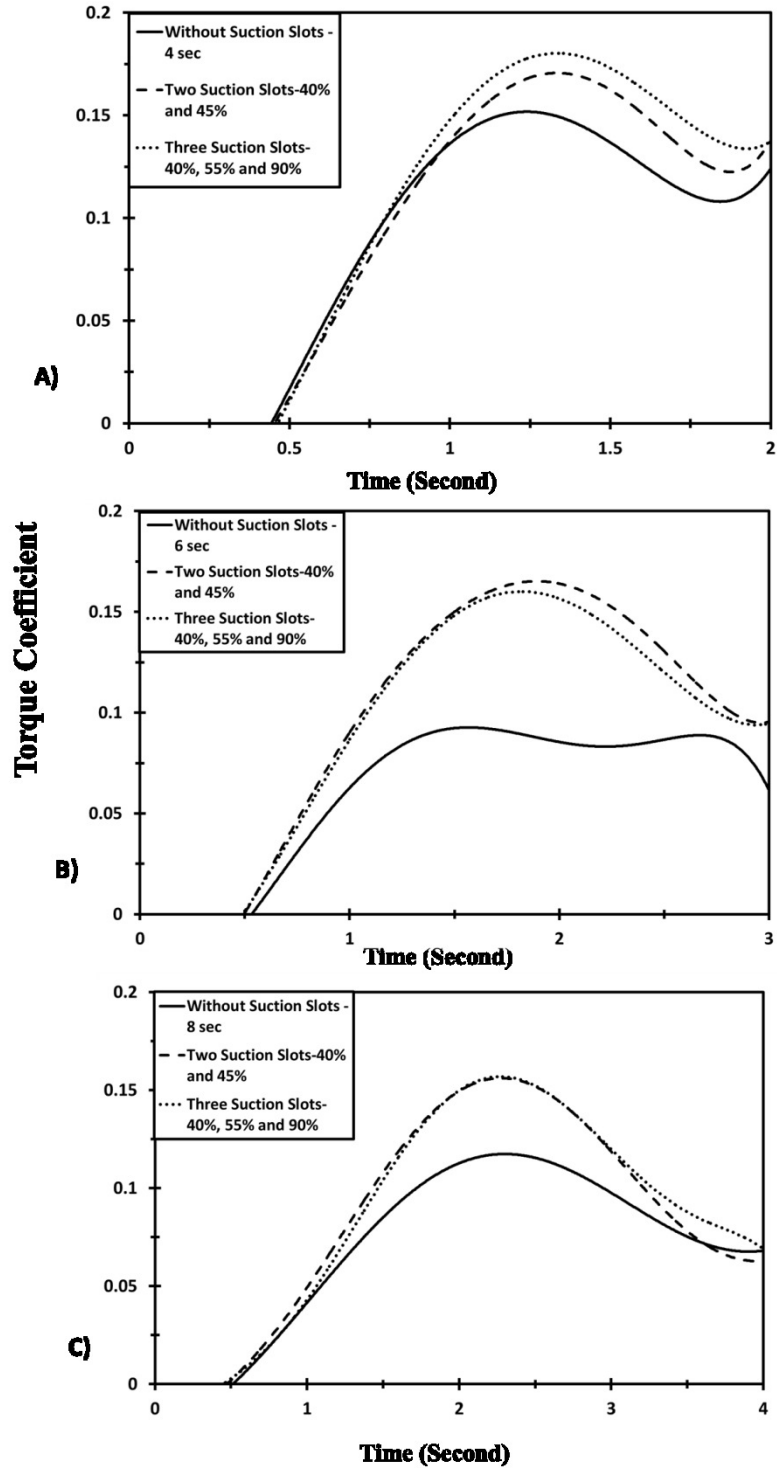 0.2
Without Suction Slots -
4 sec
Two Suction Slots-40%
and 45%
Three Suction Slots-
40%, 55% and 90%
0.15
0.1
0.05
0
A)
0
0.5
1
1.5
2
Time (Second)
Torque Coefficient
0.2
Without Suction Slots -
6 sec
Two Suction Slots-40%
and 45%
Three Suction Slots-
40%, 55% and 90%
0.15
0.1
0.05
0
B)
0
1
2
3
Time (Second)
0.2
Without Suction Slots -
8 sec
Two Suction Slots-40%
and 45%
Three Suction Slots-
40%, 55% and 90%
0.15
0.1
0.05
0
C)
0
1
2
3
4
Time (Second)